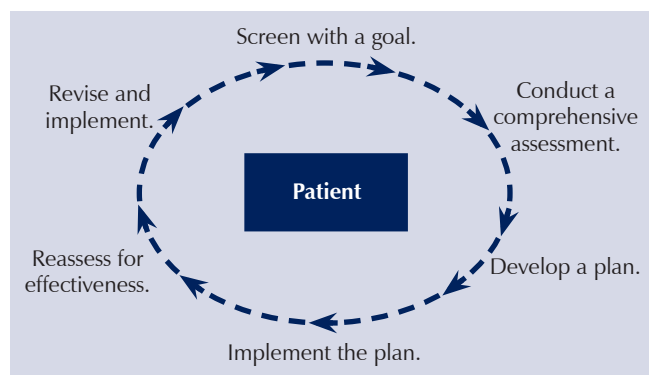 Screen with a goal.
Conduct a
comprehensive
assessment.
Develop a plan.
Implement the plan.
Reassess for
effectiveness.
Revise and
implement.
Patient